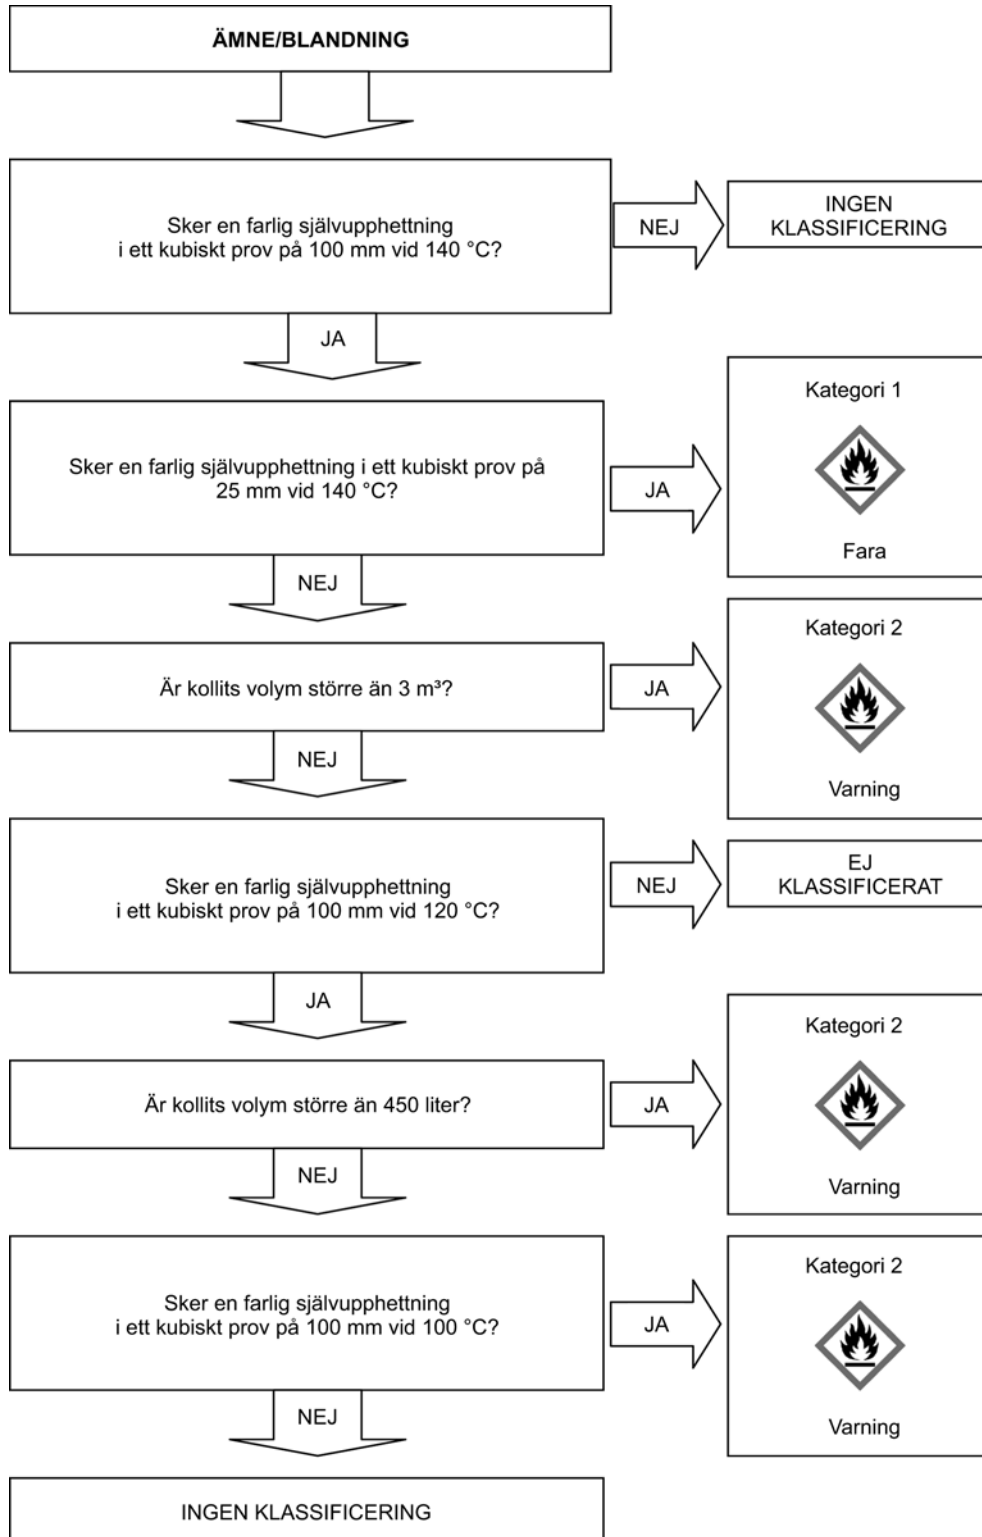 ÄMNE/BLANDNING
Sker en farlig självupphettning
i ett kubiskt prov på 100 mm vid 140 °C?
NEJ
INGEN
KLASSIFICERING
JA
Sker en farlig självupphettning i ett kubiskt prov på
25 mm vid 140 °C?
JA
Kategori 1
Fara
NEJ
Är kollits volym större än 3 m³?
JA
Kategori 2
Varning
NEJ
Sker en farlig självupphettning
i ett kubiskt prov på 100 mm vid 120 °C?
NEJ
EJ
KLASSIFICERAT
JA
Är kollits volym större än 450 liter?
JA
Kategori 2
Varning
NEJ
Sker en farlig självupphettning
i ett kubiskt prov på 100 mm vid 100 °C?
JA
Kategori 2
Varning
NEJ
INGEN KLASSIFICERING